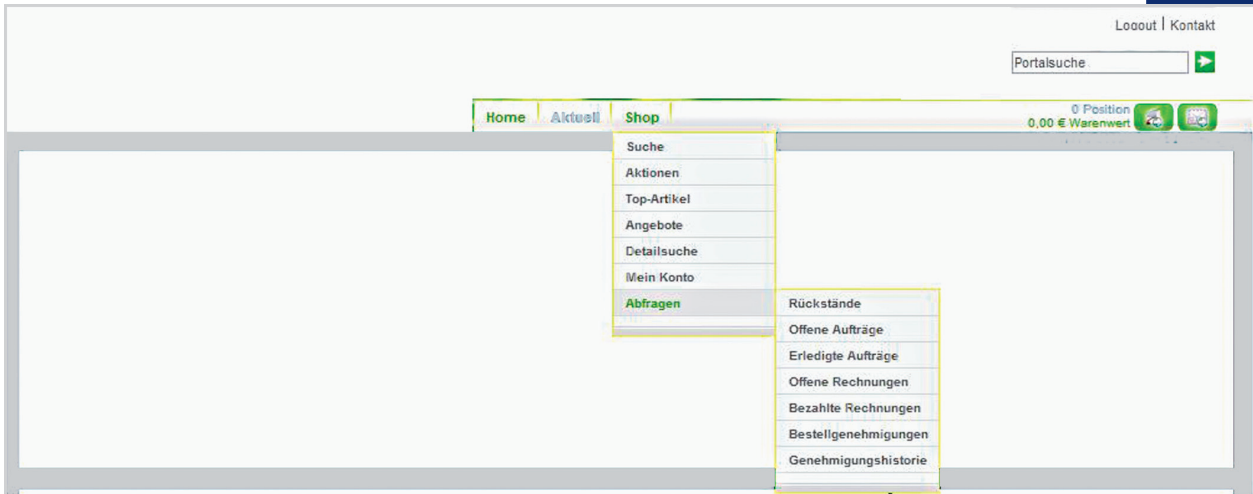 Logout | Kontakt
Portalsuche
Home Aktuell Shop
0 Position
0,00 € Warenwert
Suche
Aktionen
Top-Artikel
Angebote
Detailsuche
Mein Konto
Abfragen
Rückstände
Offene Aufträge
Erledigte Aufträge
Offene Rechnungen
Bezahlte Rechnungen
Bestellgenehmigungen
Genehmigungshistorie